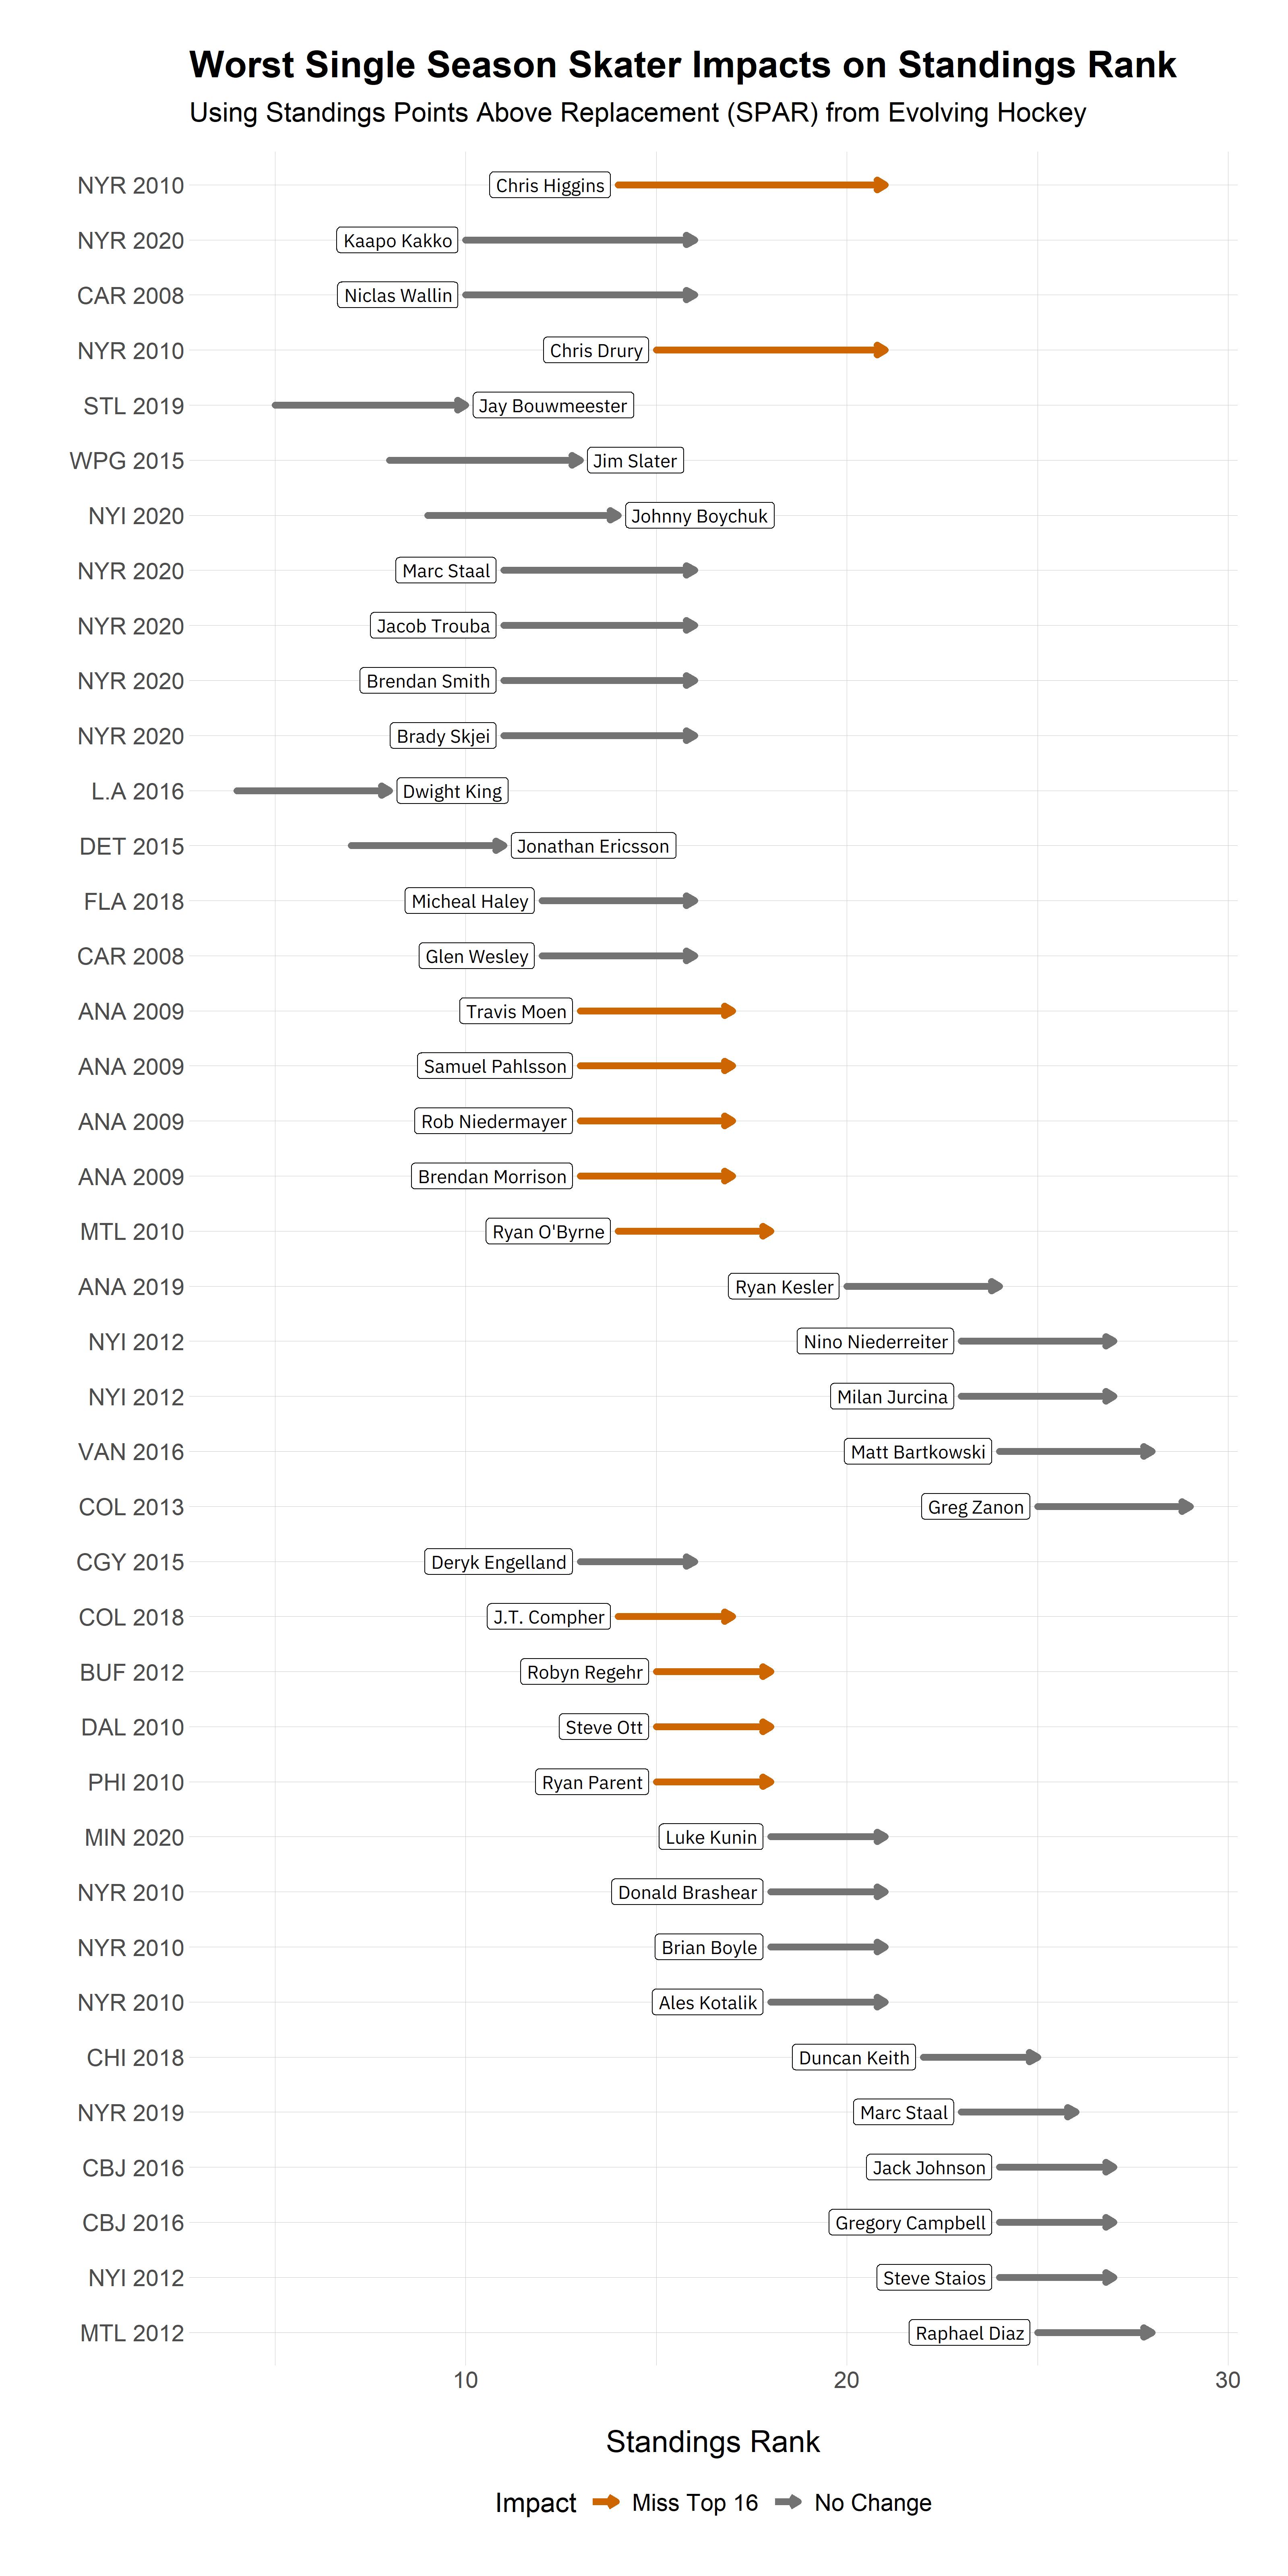 Worst Single Season Skater Impacts on Standings Rank
Using Standings Points Above Replacement (SPAR) from Evolving Hockey
NYR 2010 Chris Higgins
NYR 2020 Kaapo Kakko
CAR 2008 Niclas Wallin
NYR 2010 Chris Drury
STL 2019 Jay Bouwmeester
WPG 2015 Jim Slater
NYI 2020 Johnny Boychuk
NYR 2020 Marc Staal
NYR 2020 Jacob Trouba
NYR 2020 Brendan Smith
NYR 2020 Brady Skjei
L.A 2016 Dwight King
DET 2015 Jonathan Ericsson
FLA 2018 Micheal Haley
CAR 2008 Glen Wesley
ANA 2009 Travis Moen
ANA 2009 Samuel Pahlsson
ANA 2009 Rob Niedermayer
ANA 2009 Brendan Morrison
MTL 2010 Ryan O'Byrne
ANA 2019 Ryan Kesler
NYI 2012 Nino Niederreiter
NYI 2012 Milan Jurcina
VAN 2016 Matt Bartkowski
COL 2013 Greg Zanon
CGY 2015 Deryk Engelland
COL 2018 J.T. Compher
BUF 2012 Robyn Regehr
DAL 2010 Steve Ott
PHI 2010 Ryan Parent
MIN 2020 Luke Kunin
NYR 2010 Donald Brashear
NYR 2010 Brian Boyle
NYR 2010 Ales Kotalik
CHI 2018 Duncan Keith
NYR 2019 Marc Staal
CBJ 2016 Jack Johnson
CBJ 2016 Gregory Campbell
NYI 2012 Steve Staios
MTL 2012 Raphael Diaz
10 20 30
Standings Rank
Impact Miss Top 16 No Change